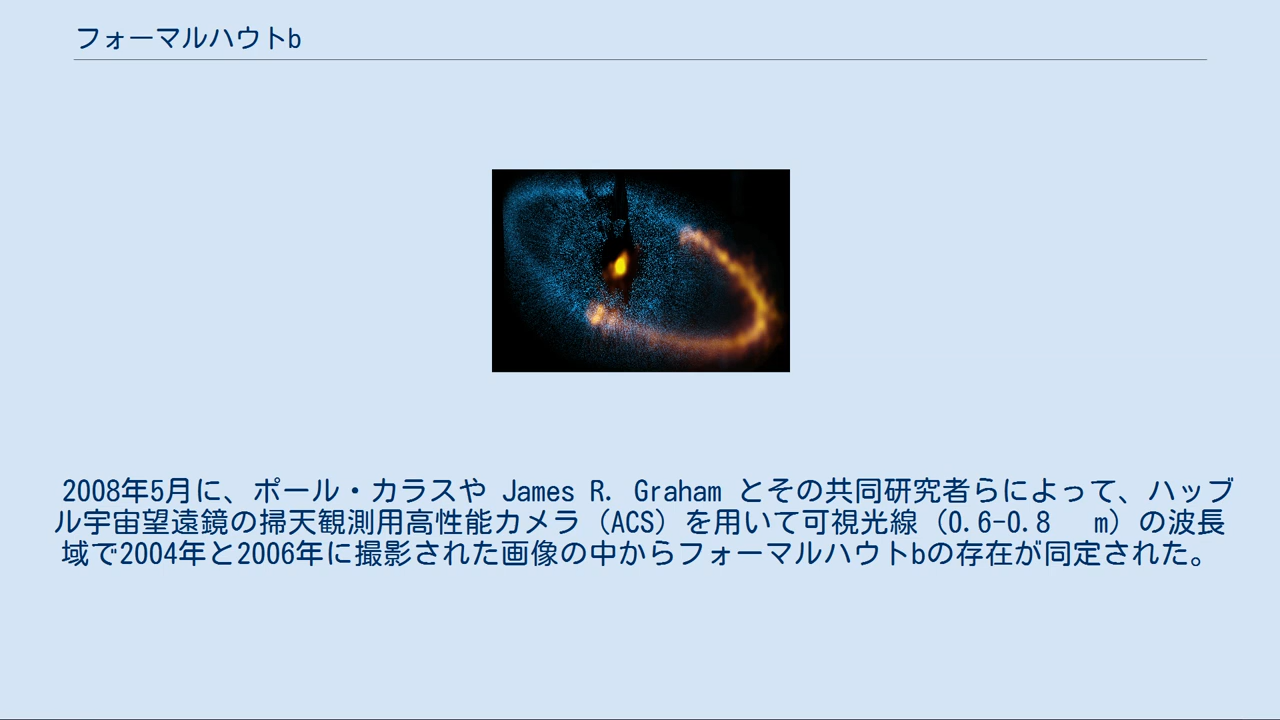 フォーマルハウトb
2008年5月に、ポール・カラスや James R. Graham とその共同研究者らによって、ハッブ
ル宇宙望遠鏡の掃天観測用高性能カメラ（ACS）を用いて可視光線（0.6-0.8 m）の波長
域で2004年と2006年に撮影された画像の中からフォーマルハウトbの存在が同定された。